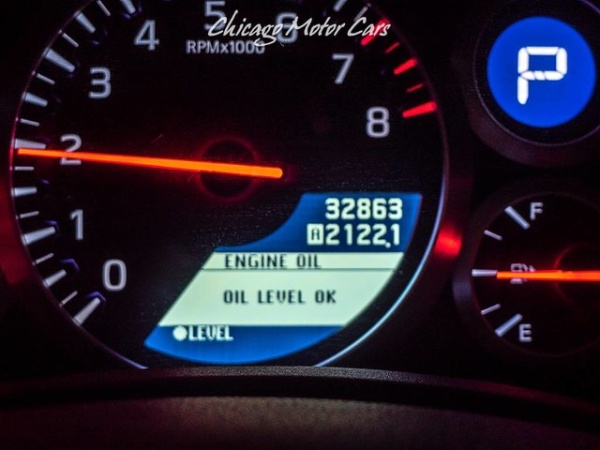 Chicago Motor Cars
4 5 6
RPMx1000
3 7
2 8
1
0
P
32863
A 2122.1
ENGINE OIL
OIL LEVEL OK
LEVEL
F
E